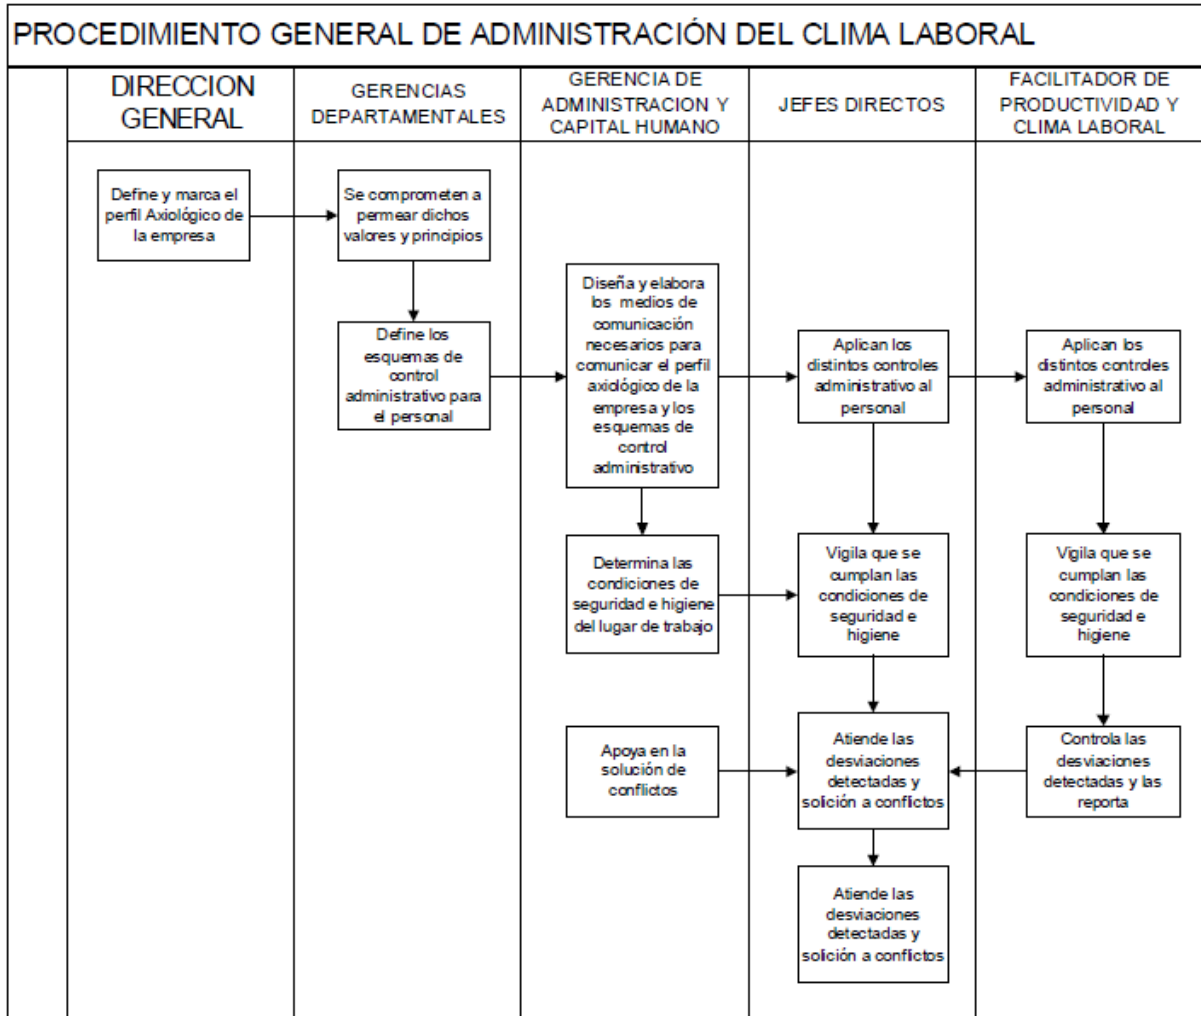 PROCEDIMIENTO GENERAL DE ADMINISTRACIÓN DEL CLIMA LABORAL
DIRECCION
GENERAL
GERENCIAS
DEPARTAMENTALES
GERENCIA DE
ADMINISTRACION Y
CAPITAL HUMANO
JEFES DIRECTOS
FACILITADOR DE
PRODUCTIVIDAD Y
CLIMA LABORAL
Define y marca el
perfil Axiológico de
la empresa
Se comprometen a
permear dichos
valores y principios
Define los
esquemas de
control
administrativo para
el personal
Diseña y elabora
los medios de
comunicación
necesarios para
comunicar el perfil
axiológico de la
empresa y los
esquemas de
control
administrativo
Aplican los
distintos controles
administrativo al
personal
Aplican los
distintos controles
administrativo al
personal
Determina las
condiciones de
seguridad e higiene
del lugar de trabajo
Vigila que se
cumplan las
condiciones de
seguridad e
higiene
Vigila que se
cumplan las
condiciones de
seguridad e
higiene
Apoya en la
solución de
conflictos
Atiende las
desviaciones
detectadas y
solición a conflictos
Controla las
desviaciones
detectadas y las
reporta
Atiende las
desviaciones
detectadas y
solición a conflictos